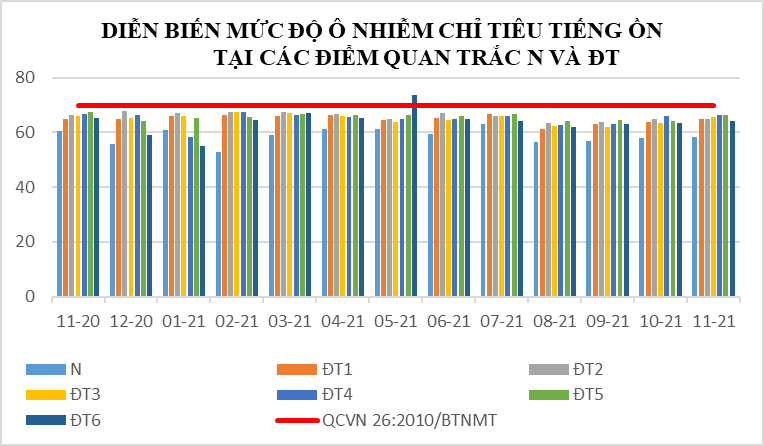 DIỄN BIẾN MỨC ĐỘ Ô NHIỄM CHỈ TIÊU TIẾNG ỒN
TẠI CÁC ĐIỂM QUAN TRẮC N VÀ ĐT
80
60
40
20
0
11-20 12-20 01-21 02-21 03-21 04-21 05-21 06-21 07-21 08-21 09-21 10-21 11-21
N ĐT1 ĐT2
ĐT3 ĐT4 ĐT5
ĐT6 QCVN 26:2010/BTNMT